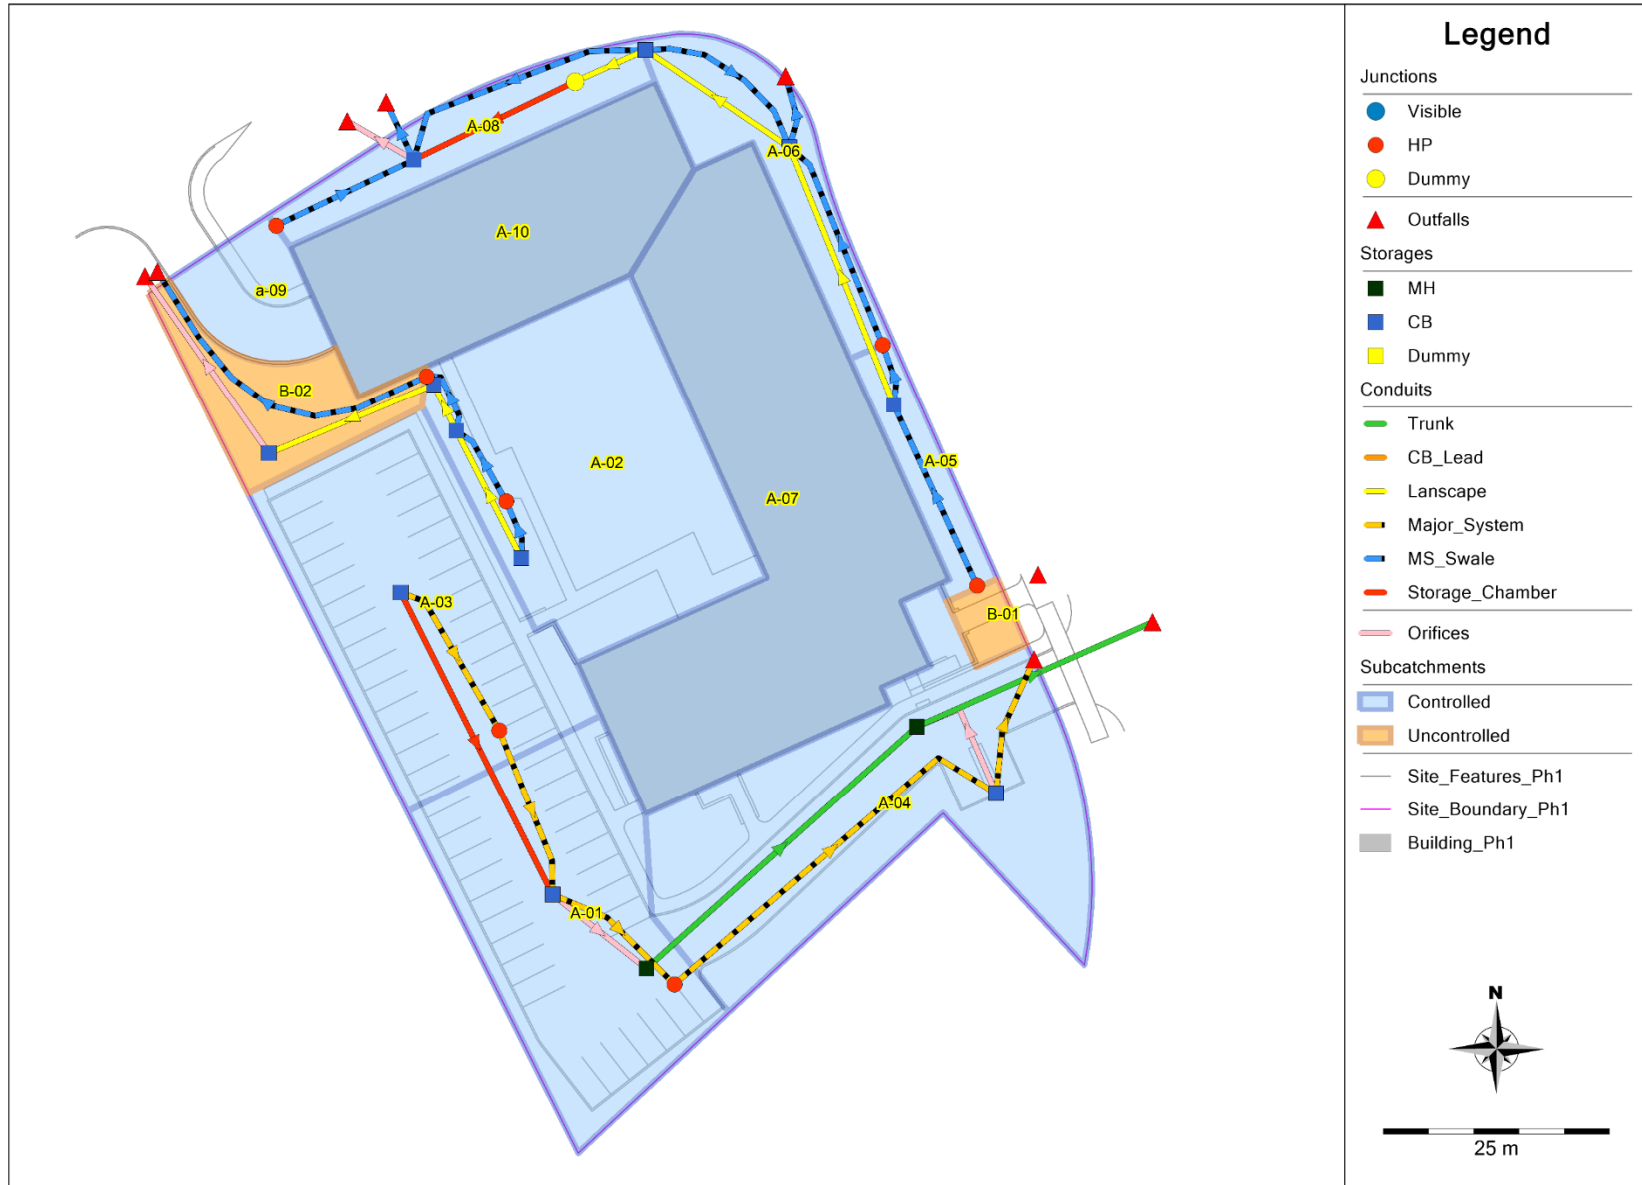 A-08
A-06
A-10
a-09
B-02
A-02
A-05
A-07
A-03
B-01
A-04
A-01
Legend
Junctions
Visible
HP
Dummy
Outfalls
Storages
MH
CB
Dummy
Conduits
Trunk
CB_Lead
Lanscape
Major_System
MS_Swale
Storage_Chamber
Orifices
Subcatchments
Controlled
Uncontrolled
Site_Features_Ph1
Site_Boundary_Ph1
Building_Ph1
N
25 m